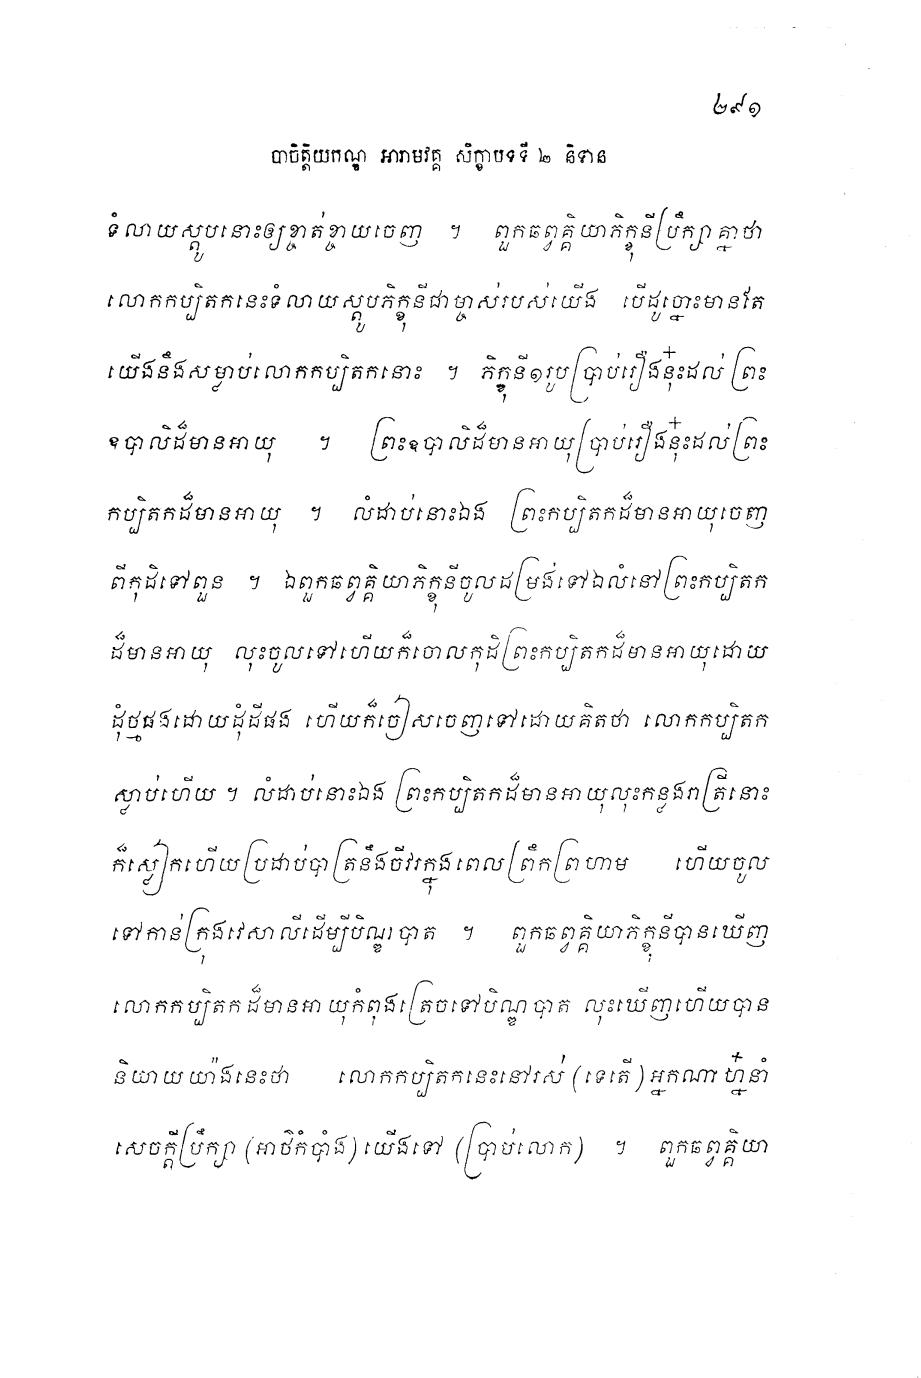 ២៩១
បាចិត្តិយកណ្ឌ អារាមវគ្គ សិក្ខាបទទី ២ និទាន
ទំលាយស្តូបនោះឲ្យខ្ចាត់ខ្ចាយចេញ ។ ពួកឆព្វគ្គិយាភិក្ខុនីប្រឹក្សាគ្នាថា
លោកកប្បិតកនេះទំលាយស្តូបភិក្ខុនីជាម្ចាស់របស់យើង បើដូច្នោះមានតែ
យើងនឹងសម្លាប់លោកកប្បិតកនោះ ។ ភិក្ខុនី១រូបប្រាប់រឿងនុ៎ះដល់ព្រះ
ឧបាលិដ៏មានអាយុ ។ ព្រះឧបាលិដ៏មានអាយុប្រាប់រឿងនុ៎ះដល់ព្រះ
កប្បិតកដ៏មានអាយុ ។ លំដាប់នោះឯង ព្រះកប្បិតកដ៏មានអាយុចេញ
ពីកុដិទៅពួន ។ ឯពួកឆព្វគ្គិយាភិក្ខុនីចូលដម្រង់ទៅឯលំនៅព្រះកប្បិតក
ដ៏មានអាយុ លុះចូលទៅហើយក៏ចោលកុដិព្រះកប្បិតកដ៏មានអាយុដោយ
ដុំថ្មផងដោយដុំដីផង ហើយក៏ចៀសចេញទៅដោយគិតថា លោកកប្បិតក
ស្លាប់ហើយ ។ លំដាប់នោះឯង ព្រះកប្បិតកដ៏មានអាយុលុះកន្លងរាត្រីនោះ
ក៏ស្លៀកហើយប្រដាប់បាត្រនឹងចីវរក្នុងពេលព្រឹកព្រហាម ហើយចូល
ទៅកាន់ក្រុងវេសាលីដើម្បីបិណ្ឌបាត ។ ពួកឆព្វគ្គិយាភិក្ខុនីបានឃើញ
លោកកប្បិតកដ៏មានអាយុកំពុងត្រេចទៅបិណ្ឌបាត លុះឃើញហើយបាន
និយាយយ៉ាងនេះថា លោកកប្បិតកនេះនៅរស់ (ទេតើ) អ្នកណាហ្ន៎នាំ
សេចក្តីប្រឹក្សា (អាថ៌កំបាំង) យើងទៅ (ប្រាប់លោក) ។ ពួកឆព្វគ្គិយា